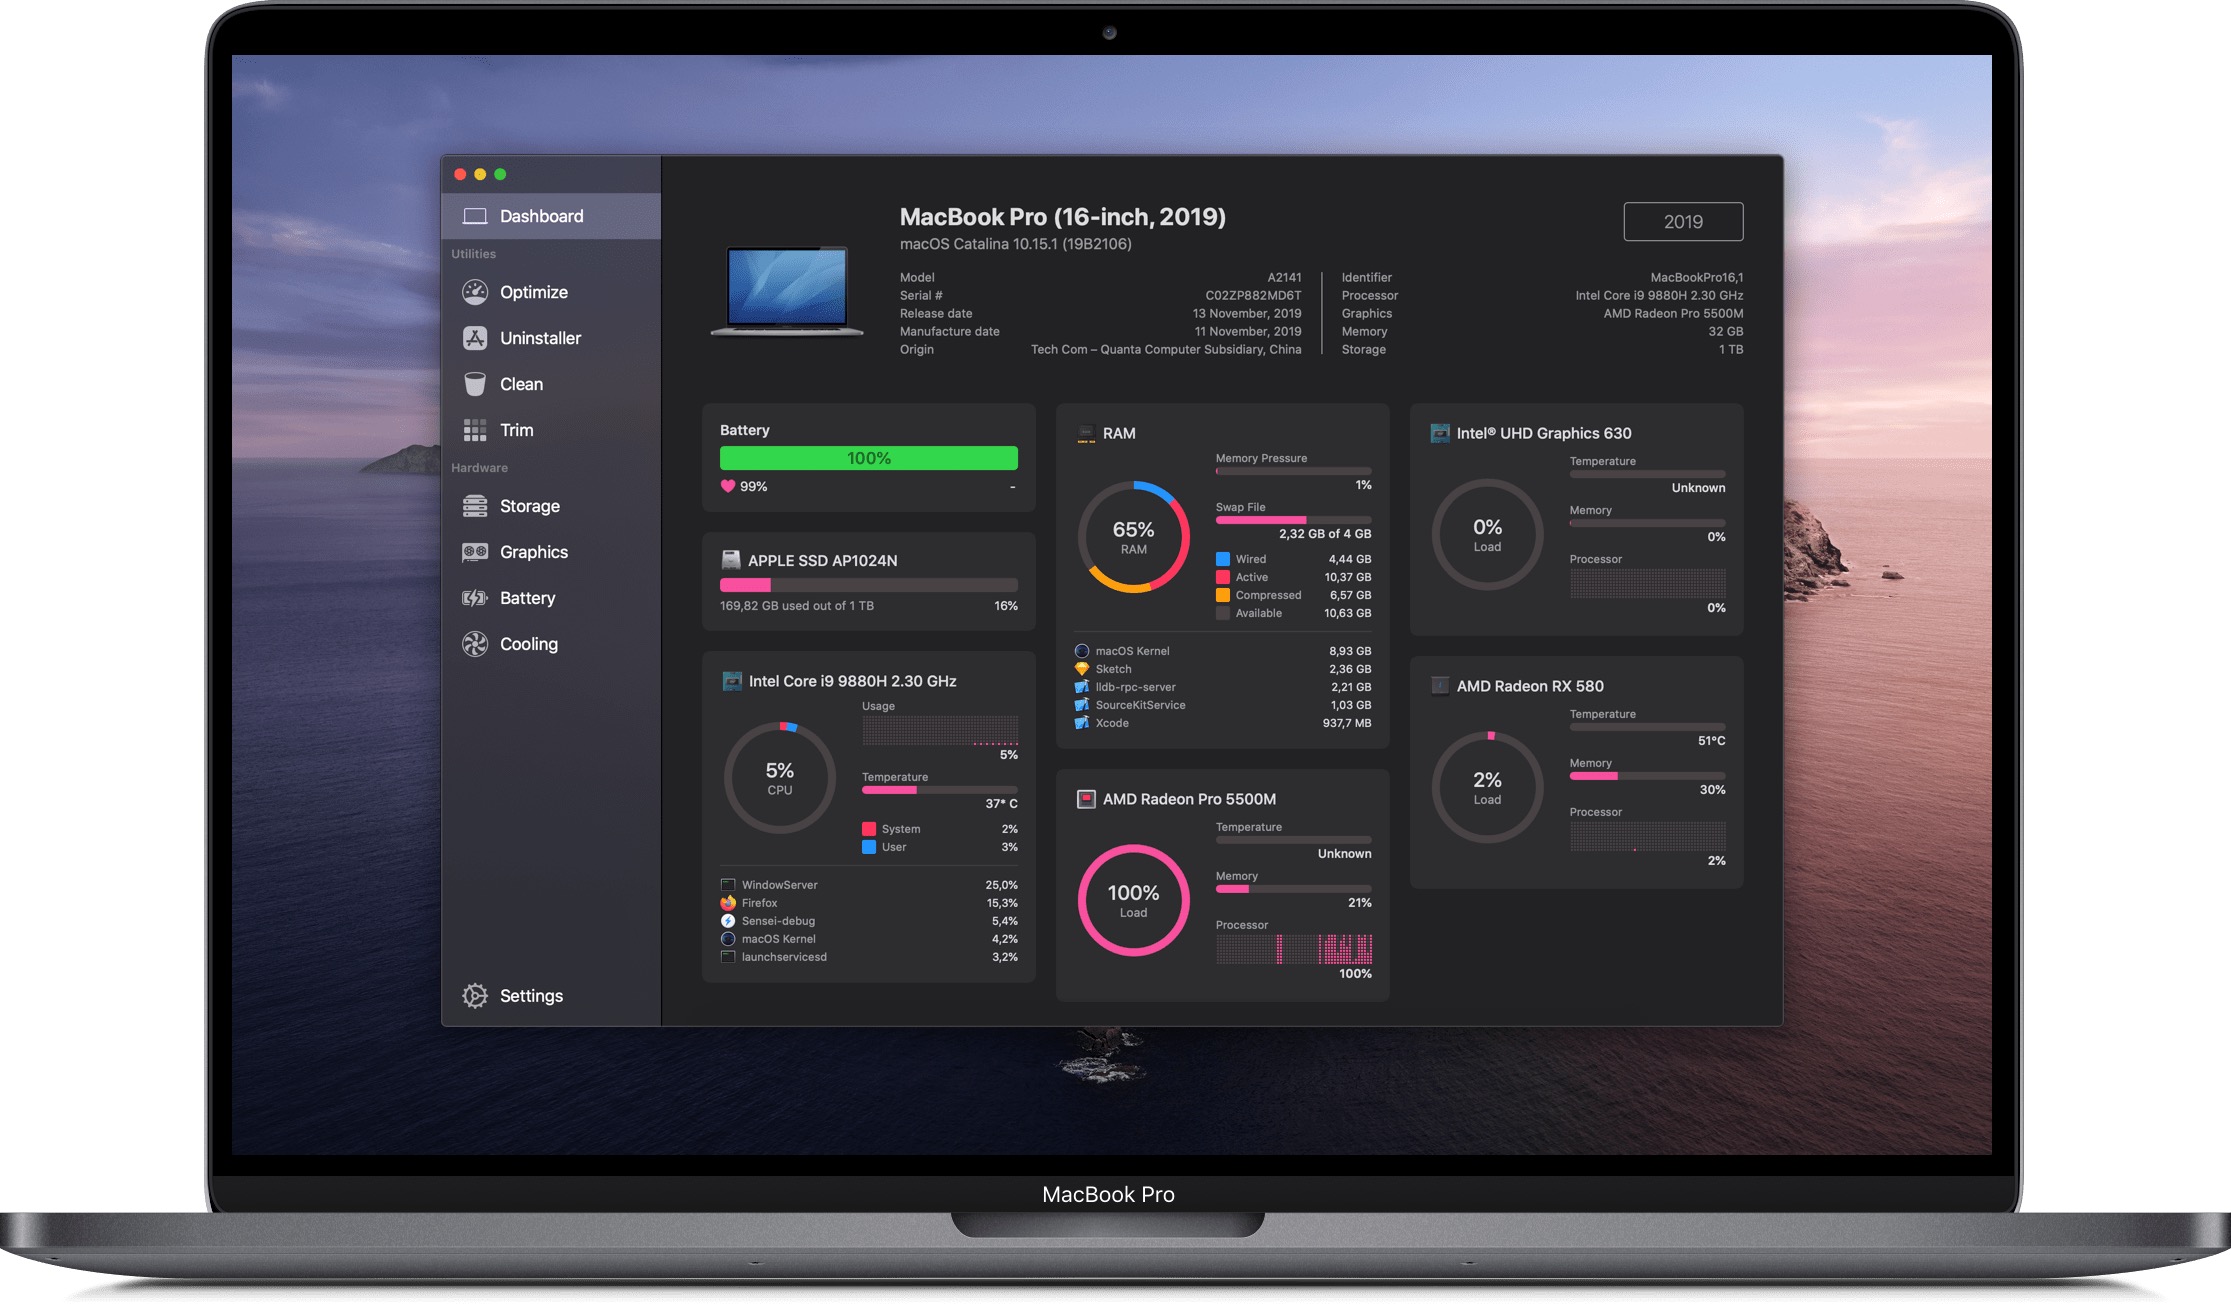 Dashboard
Utilities
Optimize
Uninstaller
Clean
Trim
Hardware
Storage
Graphics
Battery
Cooling
Settings
MacBook Pro (16-inch, 2019)
macOS Catalina 10.15.1 (19B2106)
2019
Model A2141
Serial # C02ZP882MD6T
Release date 13 November, 2019
Manufacture date 11 November, 2019
Origin Tech Com – Quanta Computer Subsidiary, China
Identifier MacBookPro16,1
Processor Intel Core i9 9880H 2.30 GHz
Graphics AMD Radeon Pro 5500M
Memory 32 GB
Storage 1 TB
Battery
100%
99% -
APPLE SSD AP1024N
169,82 GB used out of 1 TB 16%
Intel Core i9 9880H 2.30 GHz
5%
CPU
Usage
5%
Temperature
37° C
System 2%
User 3%
WindowServer 25,0%
Firefox 15,3%
Sensei-debug 5,4%
macOS Kernel 4,2%
launchservicesd 3,2%
RAM
65%
RAM
Memory Pressure
1%
Swap File
2,32 GB of 4 GB
Wired 4,44 GB
Active 10,37 GB
Compressed 6,57 GB
Available 10,63 GB
macOS Kernel 8,93 GB
Sketch 2,36 GB
lldb-rpc-server 2,21 GB
SourceKitService 1,03 GB
Xcode 937,7 MB
AMD Radeon Pro 5500M
100%
Load
Temperature
Unknown
Memory
21%
Processor
100%
Intel® UHD Graphics 630
0%
Load
Temperature
Unknown
Memory
0%
Processor
0%
AMD Radeon RX 580
2%
Load
Temperature
51°C
Memory
30%
Processor
2%
MacBook Pro